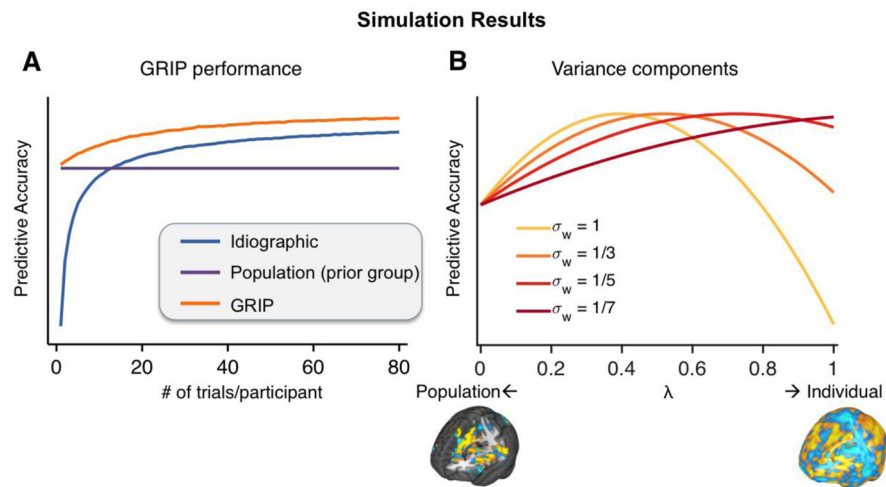 Simulation Results
A
GRIP performance
Predictive Accuracy
Idiographic
Population (prior group)
GRIP
0 20 40 60 80
# of trials/participant
B
Variance components
Predictive Accuracy
σw = 1
σw = 1/3
σw = 1/5
σw = 1/7
0 0.2 0.4 0.6 0.8 1
Population← λ → Individual